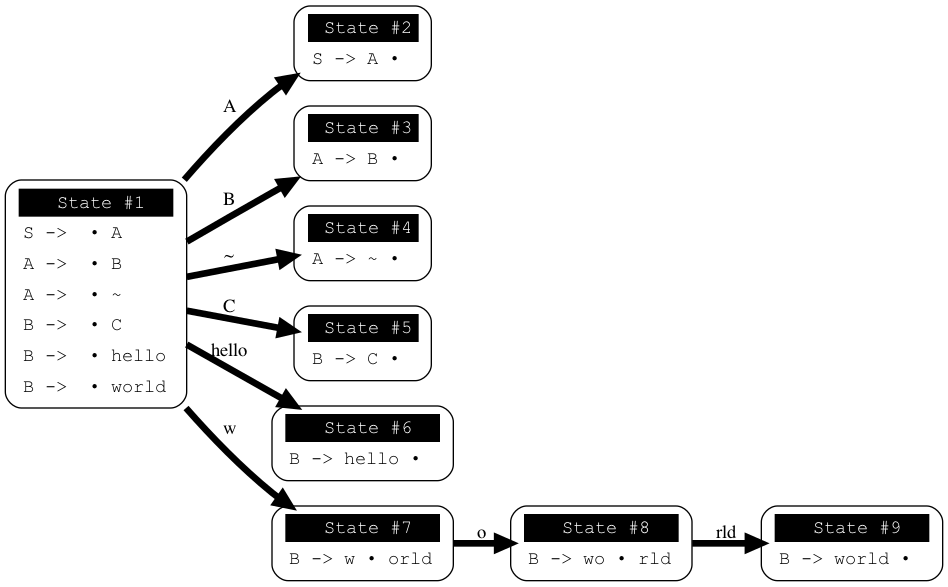 State #2
S -> A •
A
State #3
A -> B •
B
State #1
S ->  • A
A ->  • B
A ->  • ~
B ->  • C
B ->  • hello
B ->  • world
State #4
A -> ~ •
~
State #5
B -> C •
C
hello
State #6
B -> hello •
w
State #7
B -> w • orld
o
State #8
B -> wo • rld
rld
State #9
B -> world •